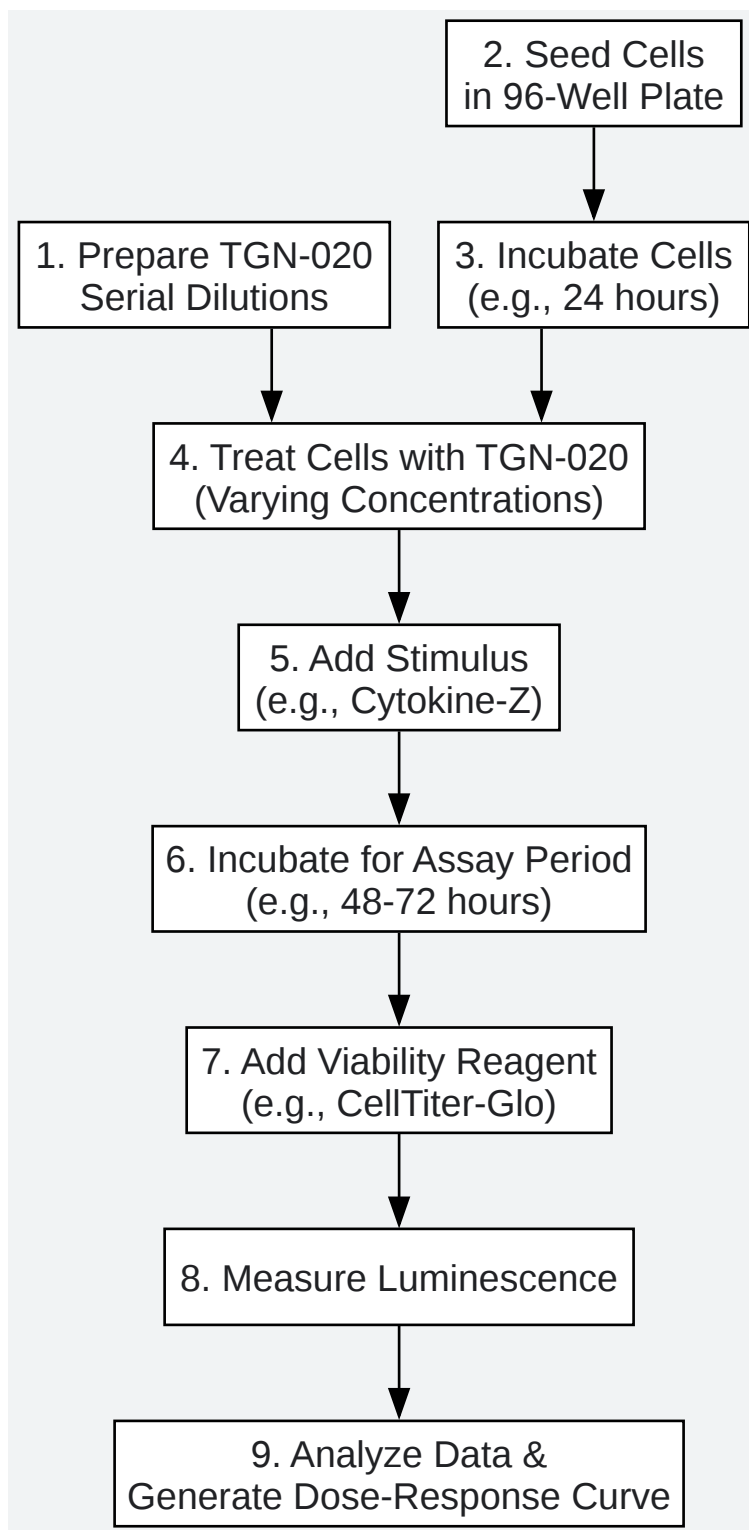 2. Seed Cells
in 96-Well Plate
1. Prepare TGN-020
Serial Dilutions
3. Incubate Cells
(e.g., 24 hours)
4. Treat Cells with TGN-020
(Varying Concentrations)
5. Add Stimulus
(e.g., Cytokine-Z)
6. Incubate for Assay Period
(e.g., 48-72 hours)
7. Add Viability Reagent
(e.g., CellTiter-Glo)
8. Measure Luminescence
9. Analyze Data &
Generate Dose-Response Curve